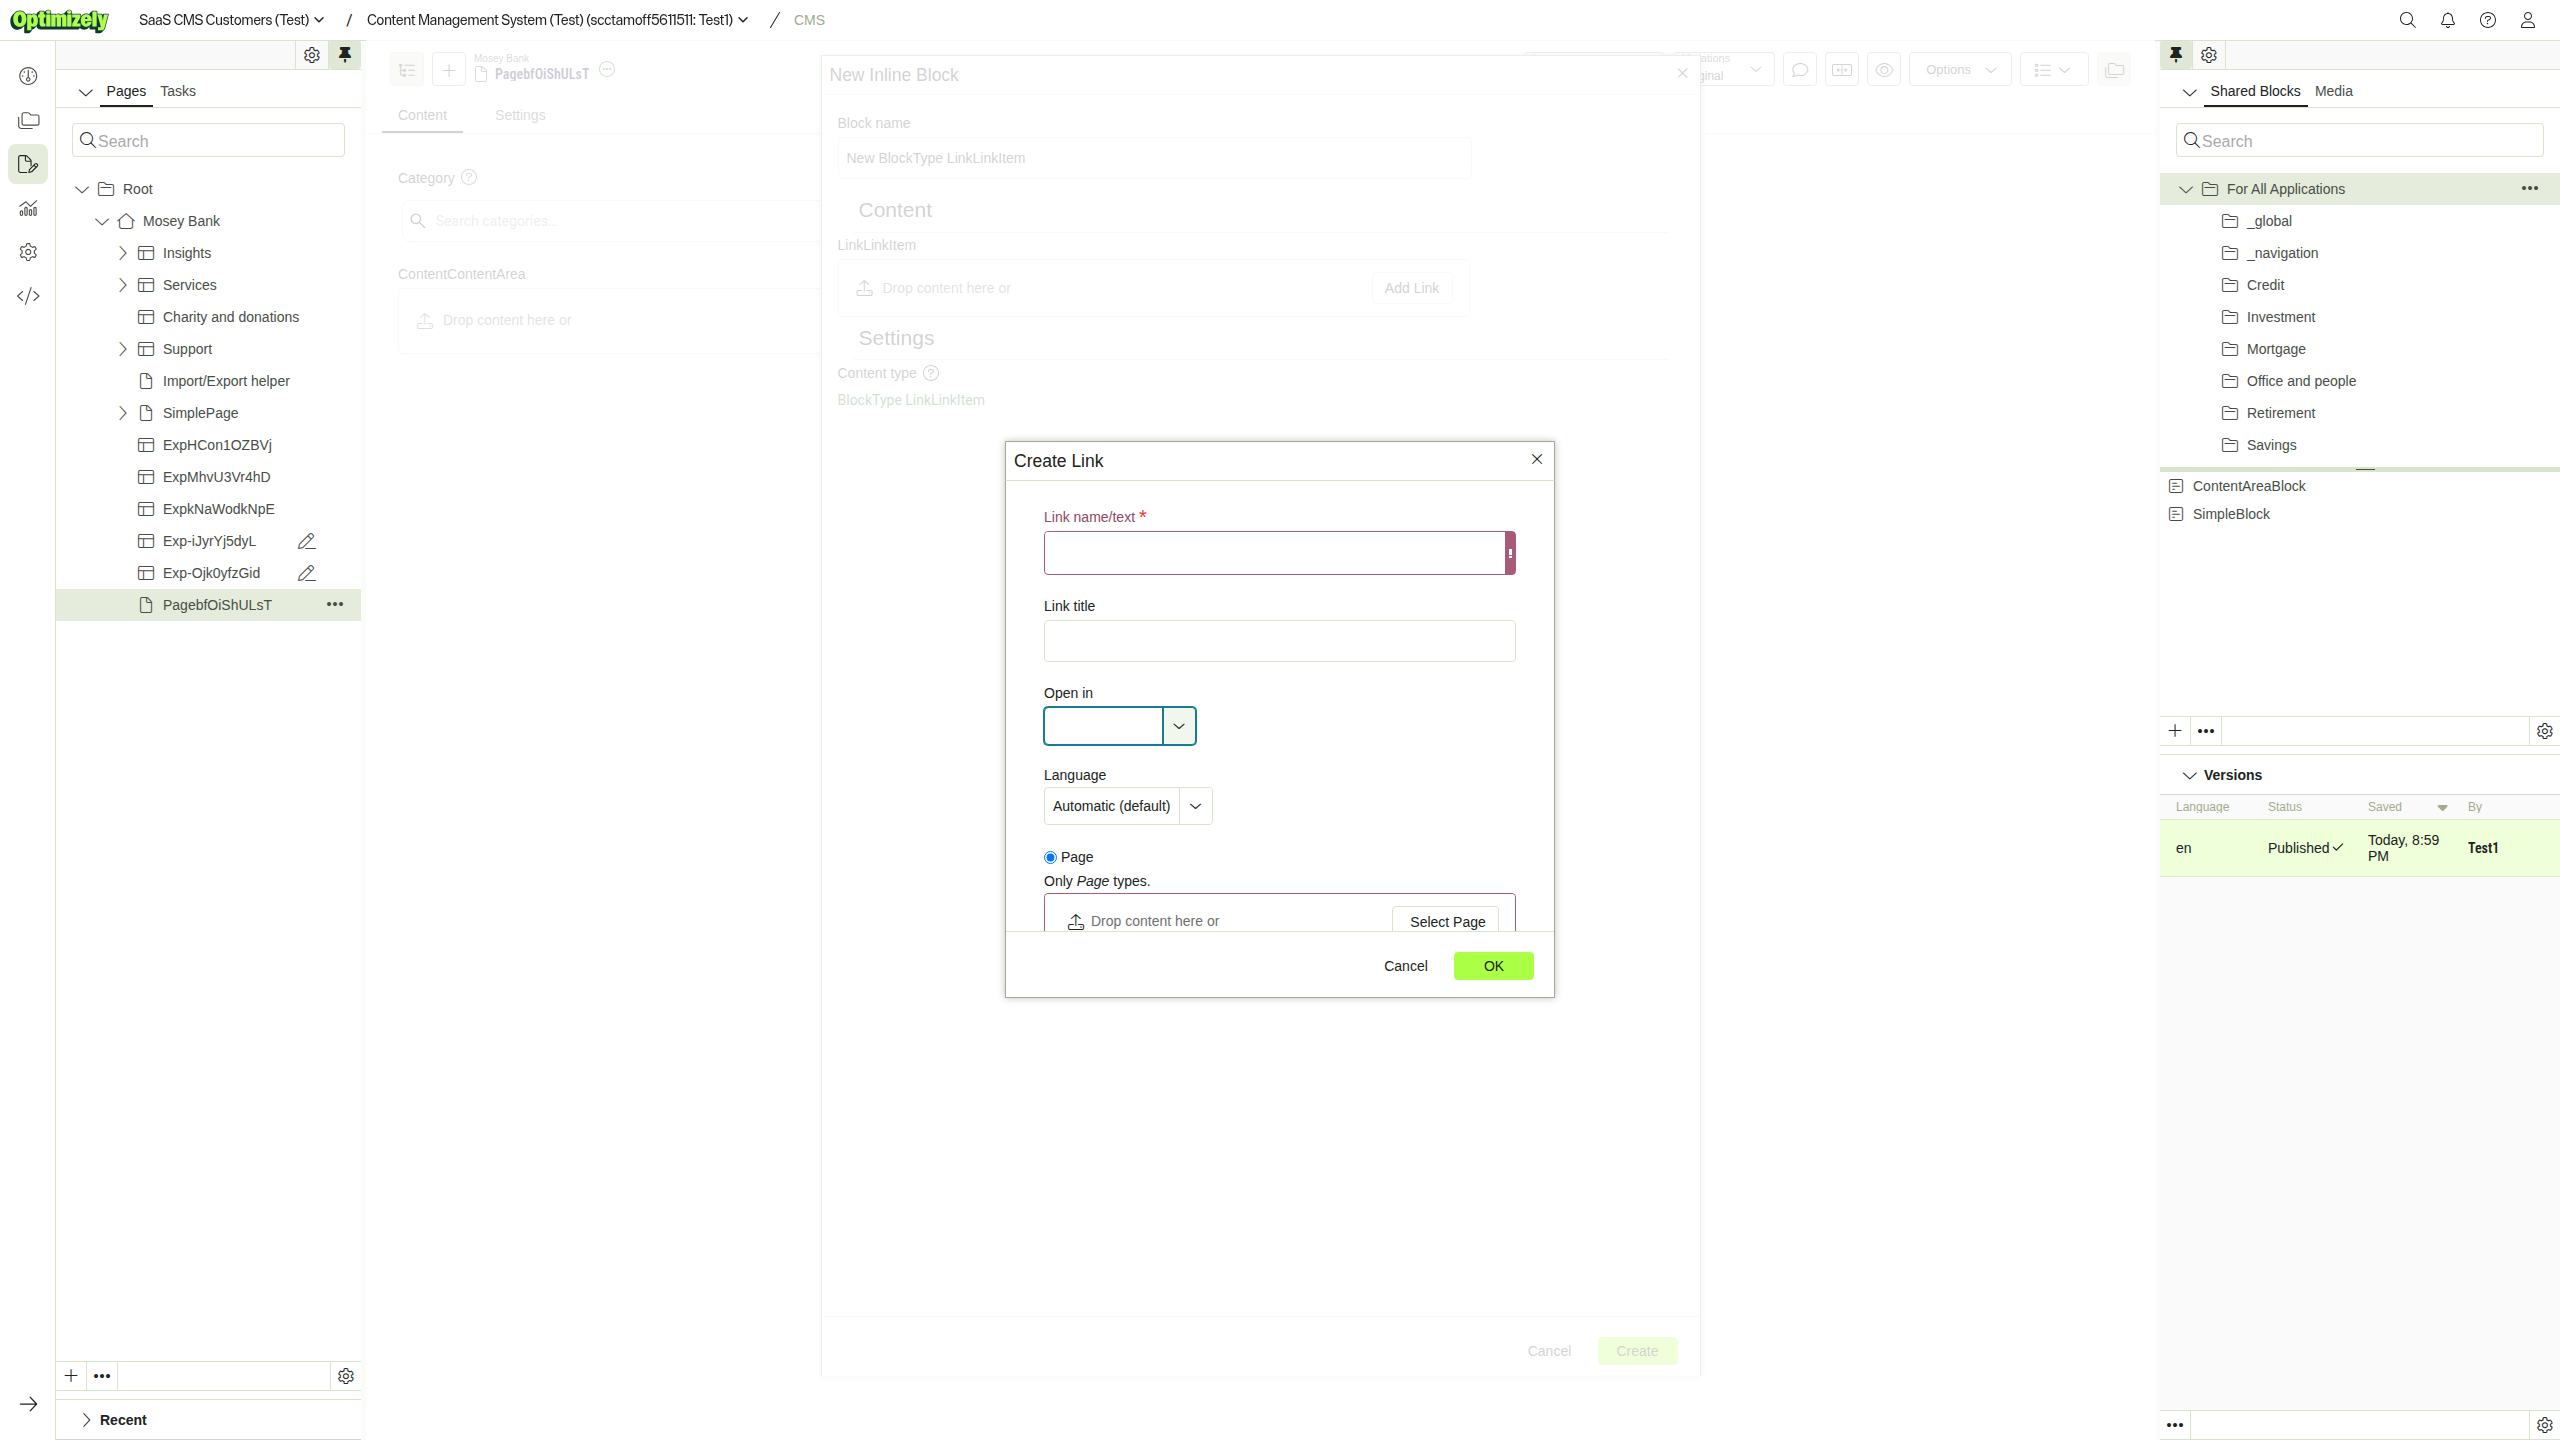 Optimizely
SaaS CMS Customers (Test) / Content Management System (Test) (scctamoff5611511: Test1) / CMS
Pages Tasks
Search
Root
Mosey Bank
Insights
Services
Charity and donations
Support
Import/Export helper
SimplePage
ExpHCon1OZBVj
ExpMhvU3Vr4hD
ExpkNaWodkNpE
Exp-iJyrYj5dyL
Exp-Ojk0yfzGid
PagebfOiShULsT
Recent
Mosey Bank
PagebfOiShULsT
Content Settings
Category
Search categories...
ContentContentArea
Drop content here or
Options
New Inline Block
Block name
New BlockType LinkLinkItem
Content
LinkLinkItem
Drop content here or Add Link
Settings
Content type
BlockType LinkLinkItem
Cancel Create
Create Link
Link name/text *
Link title
Open in
Language
Automatic (default)
Page
Only Page types.
Drop content here or Select Page
Cancel OK
Shared Blocks Media
Search
For All Applications
_global
_navigation
Credit
Investment
Mortgage
Office and people
Retirement
Savings
ContentAreaBlock
SimpleBlock
Versions
Language Status Saved By
en Published Today, 8:59 PM Test1